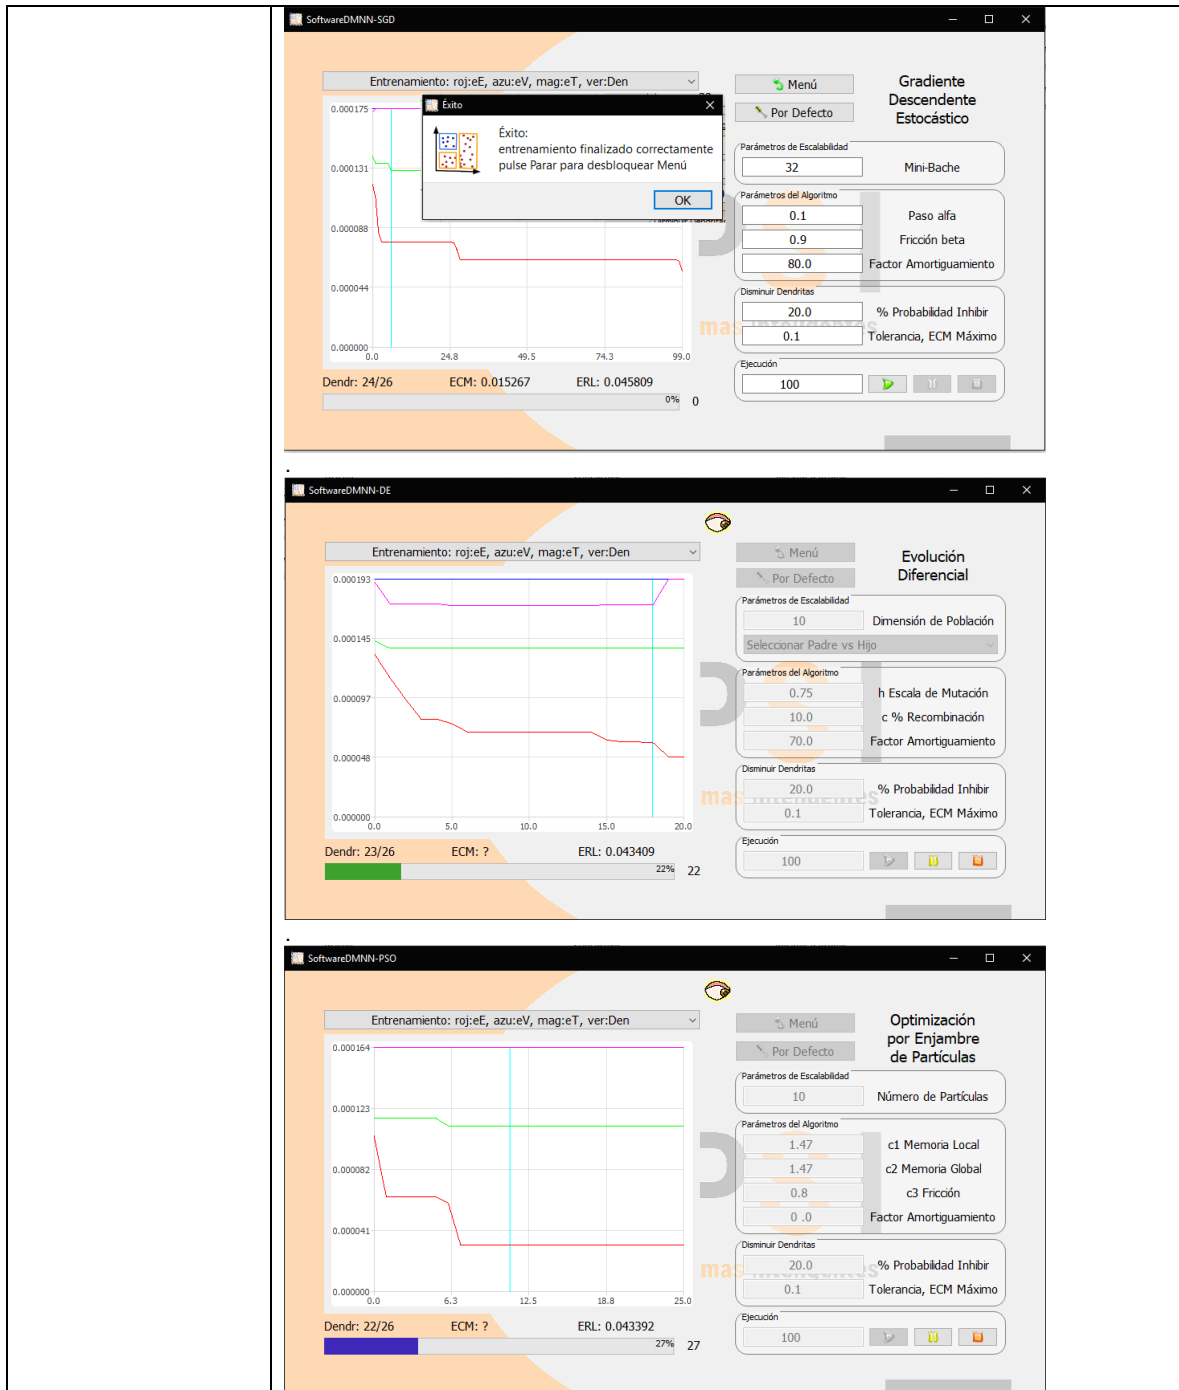 SoftwareDMNN-SGD
Entrenamiento: roj:eE, azu:eV, mag:eT, ver:Den
Menú
Por Defecto
Gradiente
Descendente
Estocástico
Éxito
Éxito:
entrenamiento finalizado correctamente
pulse Parar para desbloquear Menú
OK
0.000175
0.000131
0.000088
0.000044
0.000000
0.0 24.8 49.5 74.3 99.0
Dendr: 24/26 ECM: 0.015267 ERL: 0.045809
0% 0
Parámetros de Escalabilidad
32 Mini-Bache
Parámetros del Algoritmo
0.1 Paso alfa
0.9 Fricción beta
80.0 Factor Amortiguamiento
Disminuir Dendritas
20.0 % Probabilidad Inhibir
0.1 Tolerancia, ECM Máximo
mas inteligentes
Ejecución
100
.
SoftwareDMNN-DE
Entrenamiento: roj:eE, azu:eV, mag:eT, ver:Den
Menú
Por Defecto
Evolución
Diferencial
0.000193
0.000145
0.000097
0.000048
0.000000
0.0 5.0 10.0 15.0 20.0
Dendr: 23/26 ECM: ? ERL: 0.043409
22% 22
Parámetros de Escalabilidad
10 Dimensión de Población
Seleccionar Padre vs Hijo
Parámetros del Algoritmo
0.75 h Escala de Mutación
10.0 c % Recombinación
70.0 Factor Amortiguamiento
Disminuir Dendritas
20.0 % Probabilidad Inhibir
0.1 Tolerancia, ECM Máximo
mas inteligentes
Ejecución
100
.
SoftwareDMNN-PSO
Entrenamiento: roj:eE, azu:eV, mag:eT, ver:Den
Menú
Por Defecto
Optimización
por Enjambre
de Partículas
0.000164
0.000123
0.000082
0.000041
0.000000
0.0 6.3 12.5 18.8 25.0
Dendr: 22/26 ECM: ? ERL: 0.043392
27% 27
Parámetros de Escalabilidad
10 Número de Partículas
Parámetros del Algoritmo
1.47 c1 Memoria Local
1.47 c2 Memoria Global
0.8 c3 Fricción
0 .0 Factor Amortiguamiento
Disminuir Dendritas
20.0 % Probabilidad Inhibir
0.1 Tolerancia, ECM Máximo
mas inteligentes
Ejecución
100